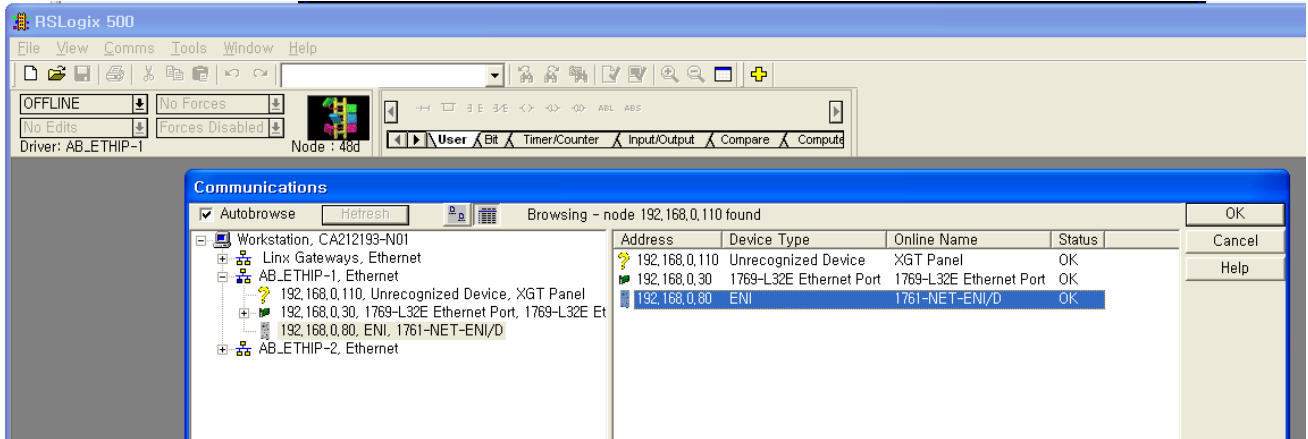 RSLogix 500
File View Comms Tools Window Help
OFFLINE No Forces
No Edits Forces Disabled
Driver: AB_ETHIP-1 Node : 48d
ABL ABS
User Bit Timer/Counter Input/Output Compare Compute
Communications
Autobrowse Refresh Browsing - node 192,168,0,110 found OK
Cancel
Help
Workstation, CA212193-N01
Linx Gateways, Ethernet
AB_ETHIP-1, Ethernet
192,168,0,110, Unrecognized Device, XGT Panel
192,168,0,30, 1769-L32E Ethernet Port, 1769-L32E Et
192,168,0,80, ENI, 1761-NET-ENI/D
AB_ETHIP-2, Ethernet
Address Device Type Online Name Status
192,168,0,110 Unrecognized Device XGT Panel OK
192,168,0,30 1769-L32E Ethernet Port 1769-L32E Ethernet Port OK
192,168,0,80 ENI 1761-NET-ENI/D OK